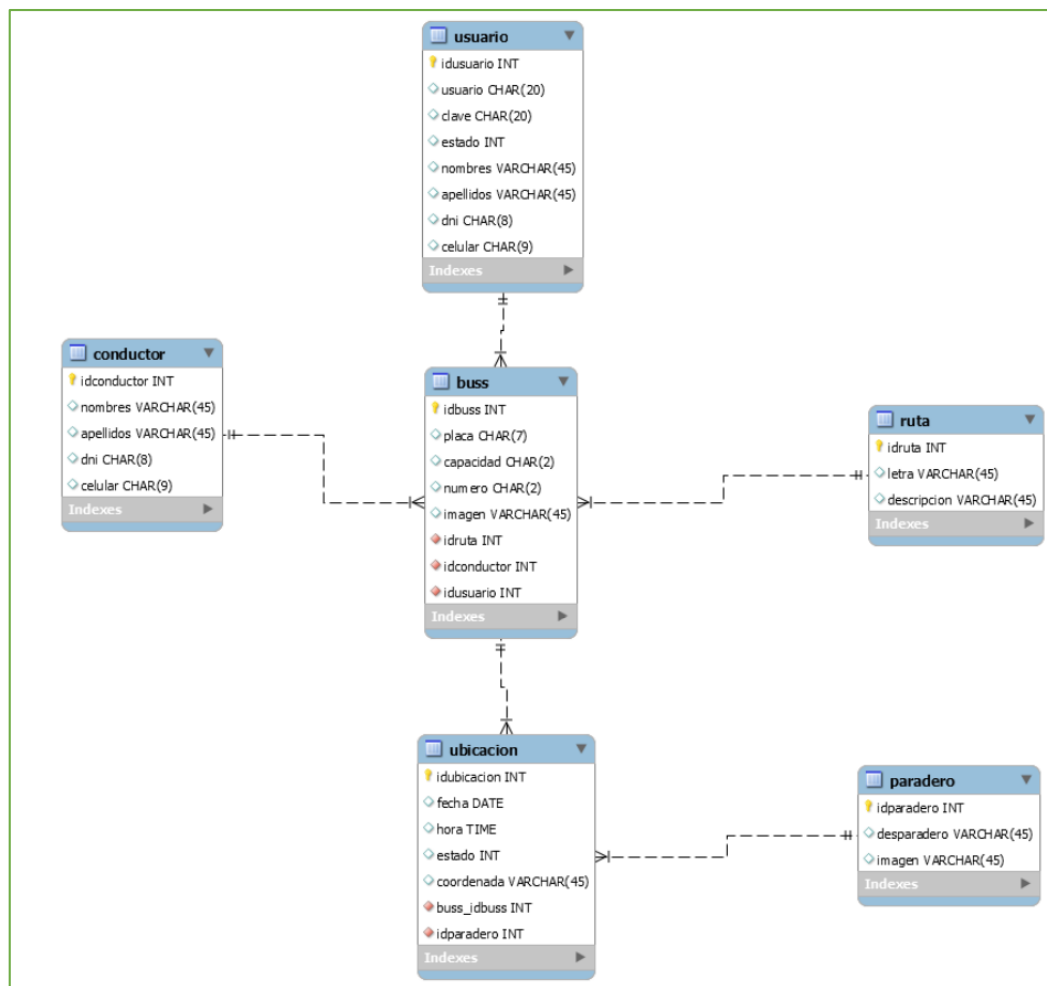 usuario
idusuario INT
usuario CHAR(20)
clave CHAR(20)
estado INT
nombres VARCHAR(45)
apellidos VARCHAR(45)
dni CHAR(8)
celular CHAR(9)
Indexes
conductor
idconductor INT
nombres VARCHAR(45)
apellidos VARCHAR(45)
dni CHAR(8)
celular CHAR(9)
Indexes
buss
idbuss INT
placa CHAR(7)
capacidad CHAR(2)
numero CHAR(2)
imagen VARCHAR(45)
idruta INT
idconductor INT
idusuario INT
Indexes
ruta
idruta INT
letra VARCHAR(45)
descripcion VARCHAR(45)
Indexes
ubicacion
idubicacion INT
fecha DATE
hora TIME
estado INT
coordenada VARCHAR(45)
buss_idbuss INT
idparadero INT
Indexes
paradero
idparadero INT
desparadero VARCHAR(45)
imagen VARCHAR(45)
Indexes